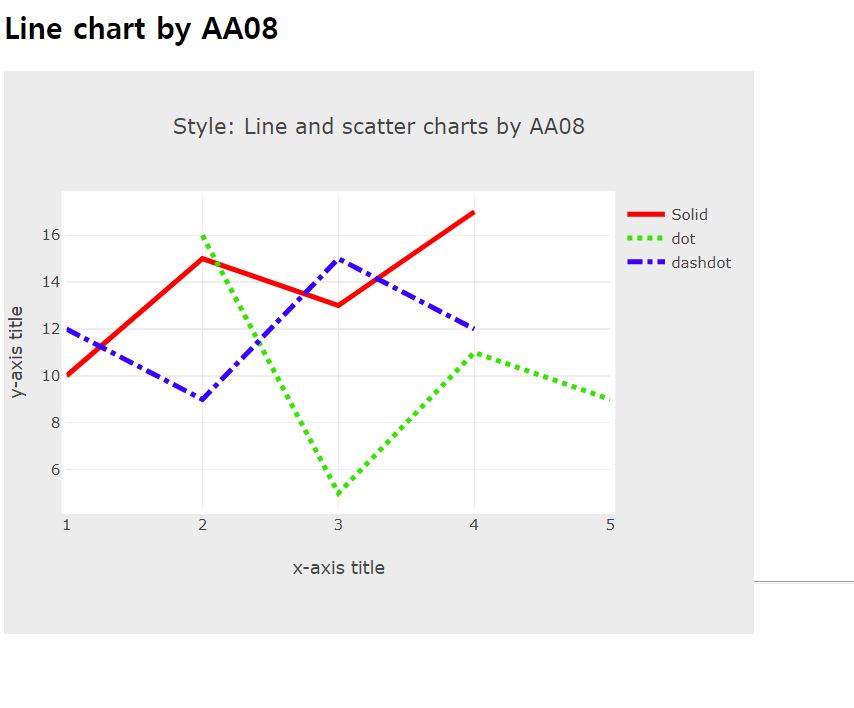 Line chart by AA08
Style: Line and scatter charts by AA08
Solid
dot
dashdot
y-axis title
16
14
12
10
8
6
1 2 3 4 5
x-axis title